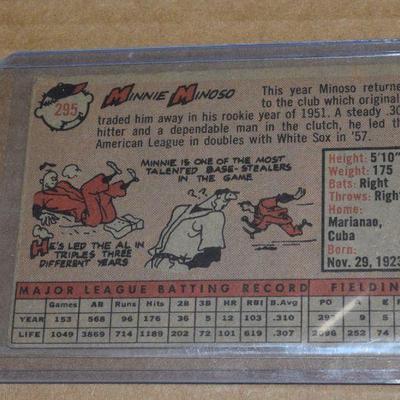 295
MINNIE MINOSO
This year Minoso returne
to the club which original
traded him away in his rookie year of 1951. A steady .30
hitter and a dependable man in the clutch, he led th
American League in doubles with White Sox in '57.
MINNIE IS ONE OF THE MOST
TALENTED BASE-STEALERS
IN THE GAME
HE'S LED THE AL IN
TRIPLES THREE
DIFFERENT YEARS
Height: 5'10"
Weight: 175
Bats: Right
Throws: Righ
Home:
Marianao,
Cuba
Born:
Nov. 29, 1923
MAJOR LEAGUE BATTING RECORD FIELDIN
Games AB Runs Hits 2B 3B HR RBI B.Avg PO A E
YEAR 153 568 96 176 36 5 12 103 .310 9 5
LIFE 1049 3869 714 1189 202 72 101 619 .307 2096 252 74